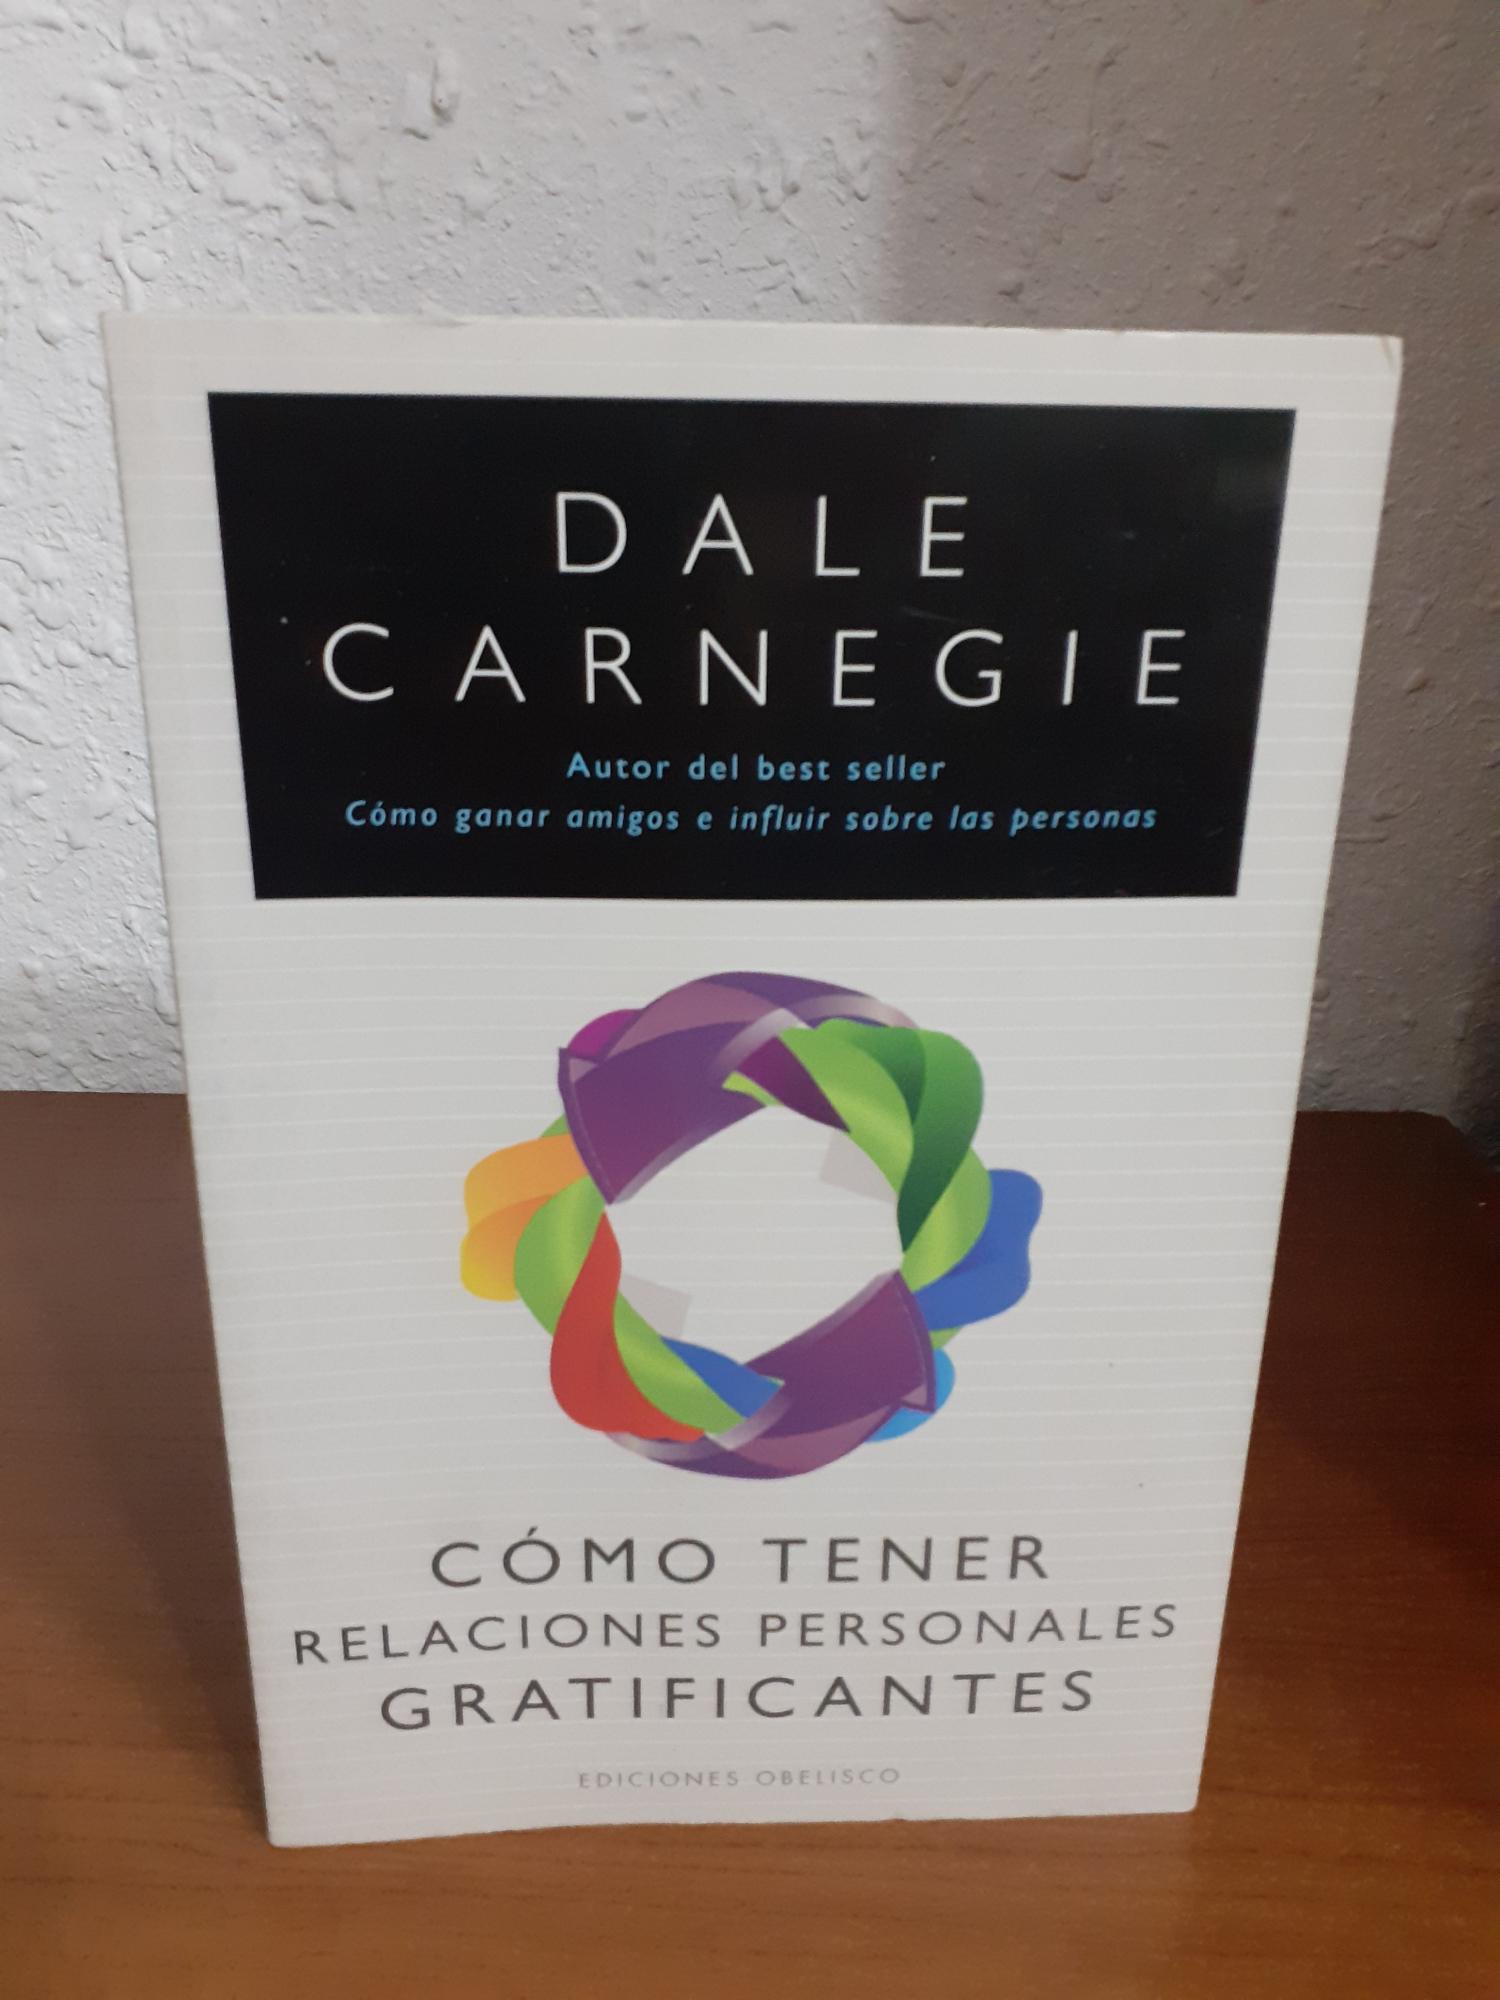 DALE
CARNEGIE
Autor del best seller
Cómo ganar amigos e influir sobre las personas
CÓMO TENER
RELACIONES PERSONALES
GRATIFICANTES
EDICIONES OBELISCO